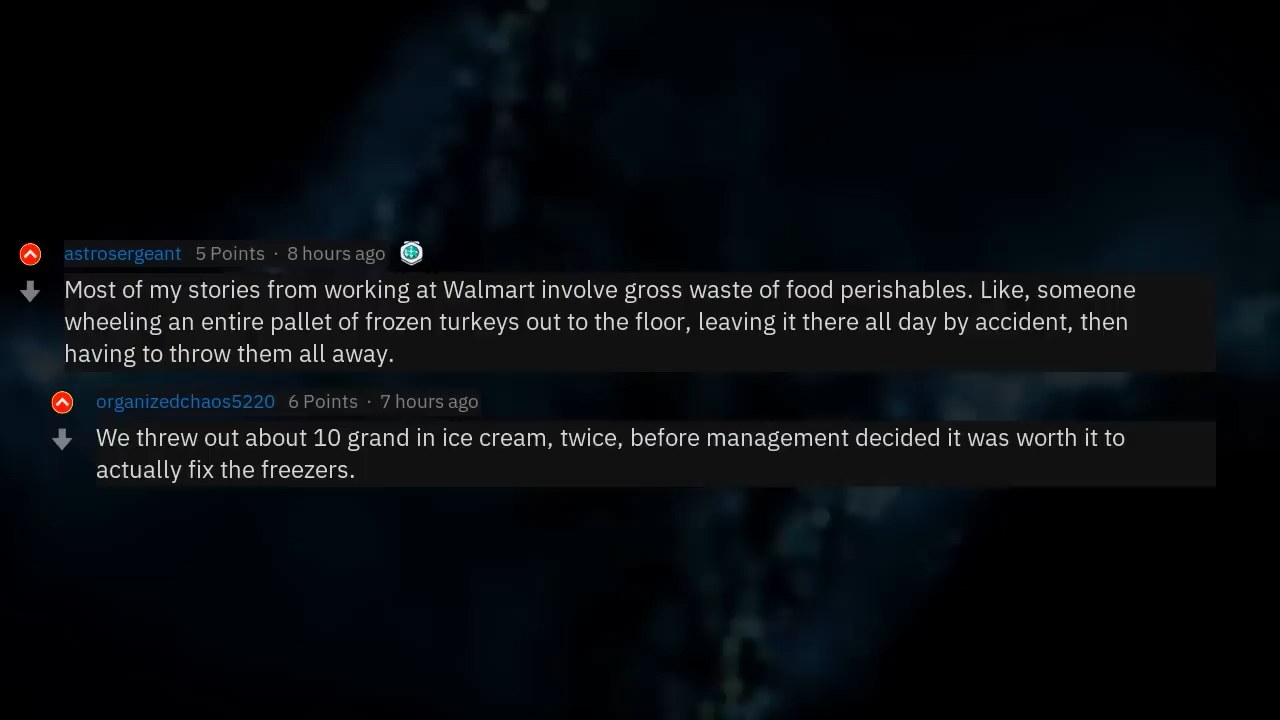 astrosergeant 5 Points · 8 hours ago
Most of my stories from working at Walmart involve gross waste of food perishables. Like, someone
wheeling an entire pallet of frozen turkeys out to the floor, leaving it there all day by accident, then
having to throw them all away.
organizedchaos5220 6 Points · 7 hours ago
We threw out about 10 grand in ice cream, twice, before management decided it was worth it to
actually fix the freezers.